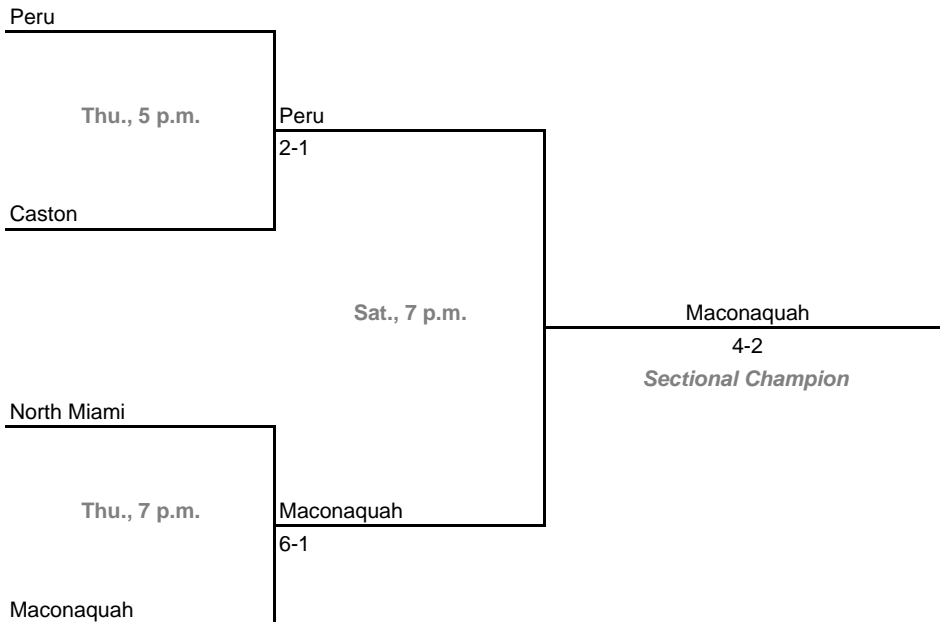 Peru
Thu., 5 p.m.
Peru
2-1
Caston
Sat., 7 p.m.
Maconaquah
4-2
Sectional Champion
North Miami
Thu., 7 p.m.
Maconaquah
6-1
Maconaquah